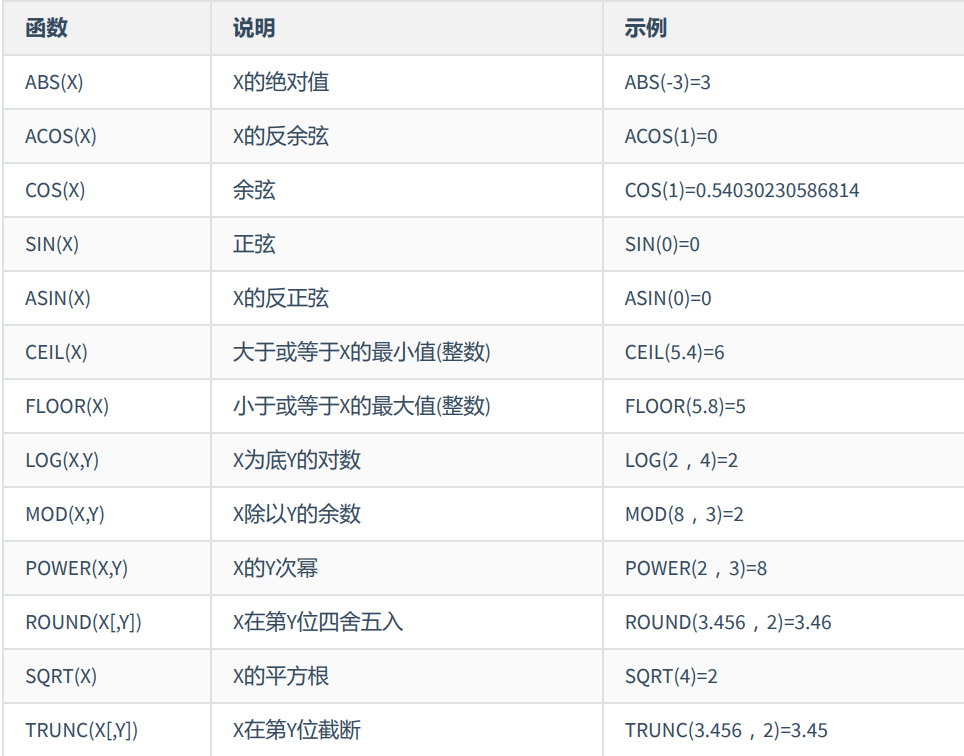 函数 说明 示例
ABS(X) X的绝对值 ABS(-3)=3
ACOS(X) X的反余弦 ACOS(1)=0
COS(X) 余弦 COS(1)=0.54030230586814
SIN(X) 正弦 SIN(0)=0
ASIN(X) X的反正弦 ASIN(0)=0
CEIL(X) 大于或等于X的最小值(整数) CEIL(5.4)=6
FLOOR(X) 小于或等于X的最大值(整数) FLOOR(5.8)=5
LOG(X,Y) X为底Y的对数 LOG(2，4)=2
MOD(X,Y) X除以Y的余数 MOD(8，3)=2
POWER(X,Y) X的Y次幂 POWER(2，3)=8
ROUND(X[,Y]) X在第Y位四舍五入 ROUND(3.456，2)=3.46
SQRT(X) X的平方根 SQRT(4)=2
TRUNC(X[,Y]) X在第Y位截断 TRUNC(3.456，2)=3.45